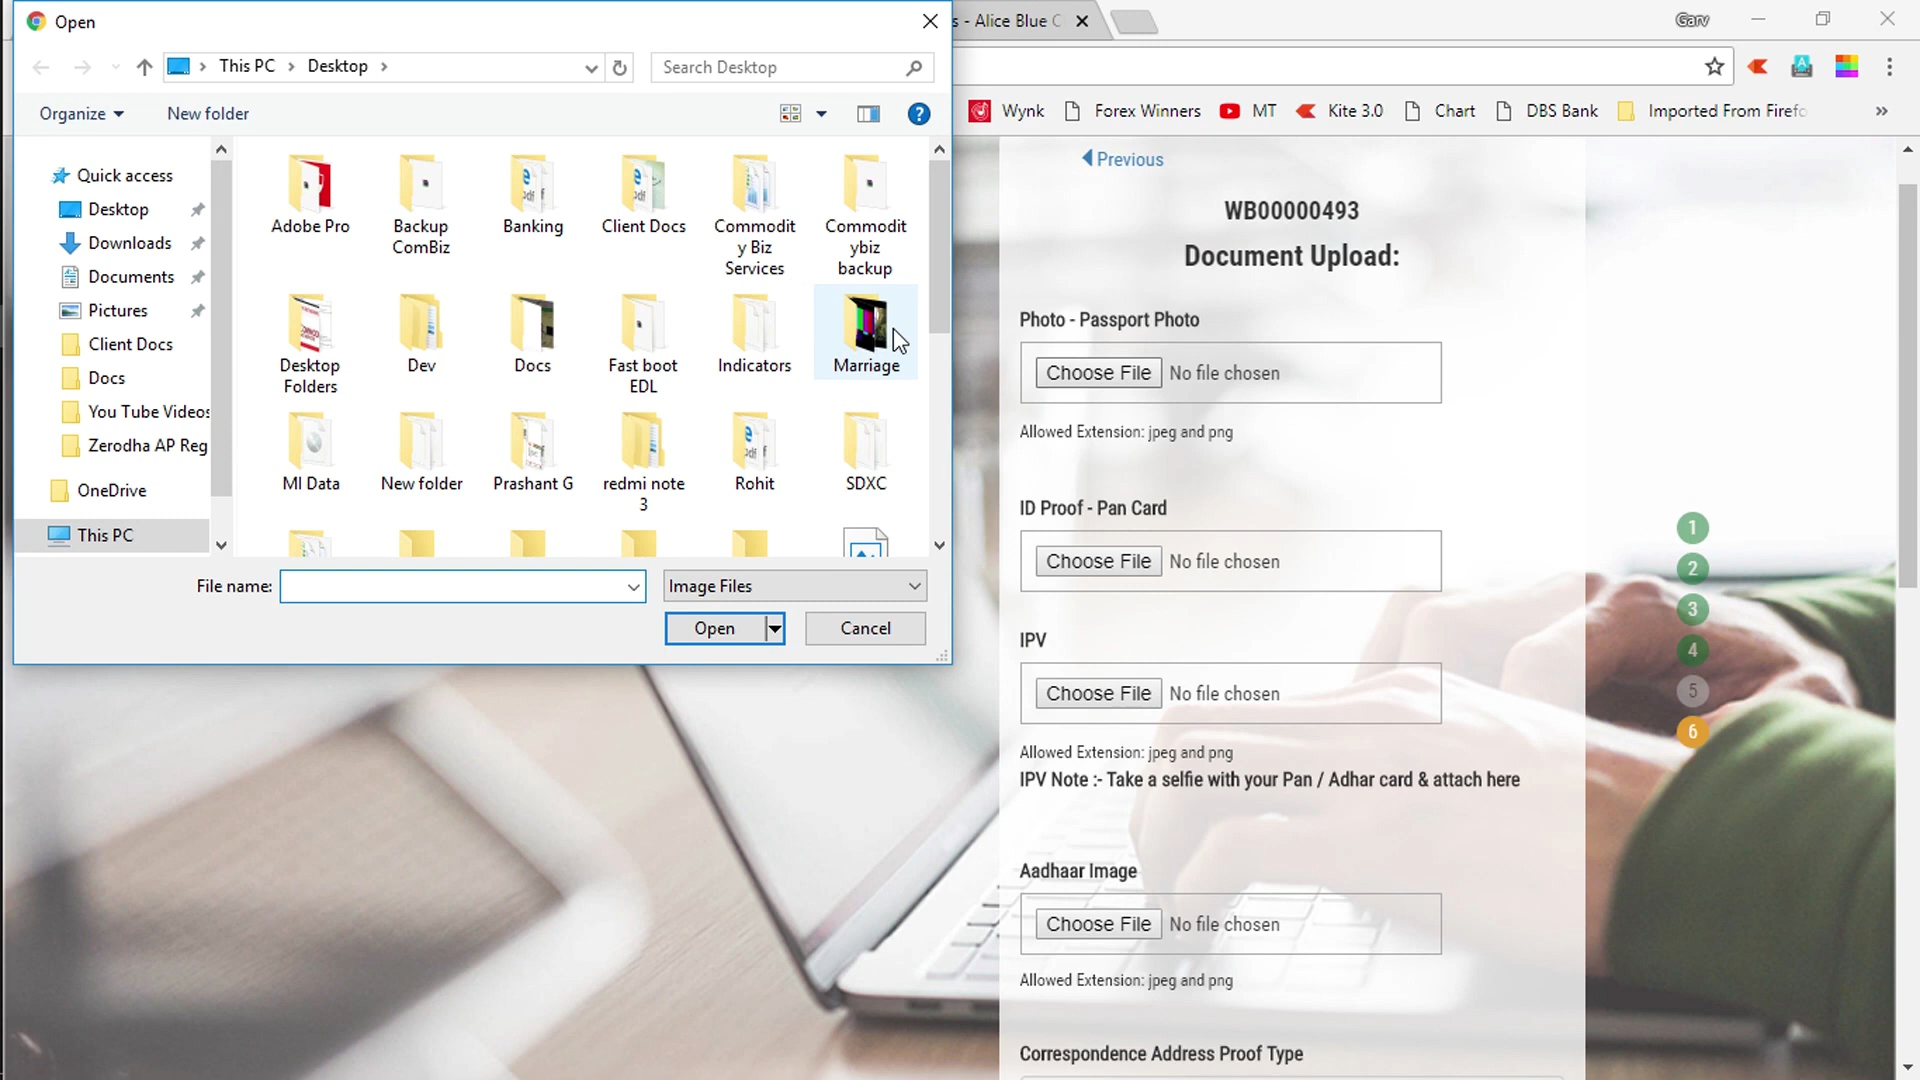 Open
s - Alice Blue C
Garv
This PC
Desktop
Search Desktop
Organize
New folder
Wynk
Forex Winners
MT
Kite 3.0
Chart
DBS Bank
Imported From Firefo
»
Quick access
Desktop
Downloads
Documents
Pictures
Client Docs
Docs
You Tube Videos
Zerodha AP Reg
OneDrive
This PC
Adobe Pro
Backup
ComBiz
Banking
Client Docs
Commodit
y Biz
Services
Commodit
ybiz
backup
Desktop
Folders
Dev
Docs
Fast boot
EDL
Indicators
Marriage
MI Data
New folder
Prashant G
redmi note
3
Rohit
SDXC
File name:
Image Files
Open
Cancel
Previous
WB00000493
Document Upload:
Photo - Passport Photo
Choose File No file chosen
Allowed Extension: jpeg and png
ID Proof - Pan Card
Choose File No file chosen
IPV
Choose File No file chosen
Allowed Extension: jpeg and png
IPV Note :- Take a selfie with your Pan / Adhar card & attach here
Aadhaar Image
Choose File No file chosen
Allowed Extension: jpeg and png
Correspondence Address Proof Type
1
2
3
4
5
6